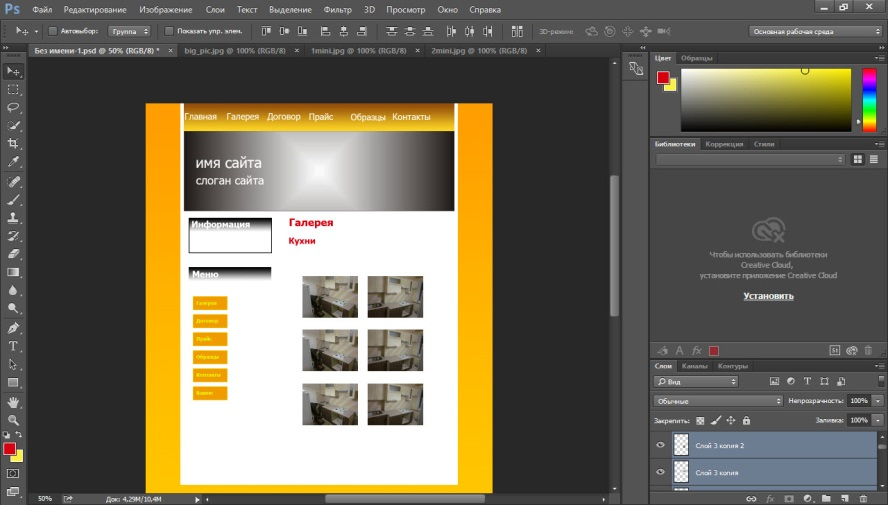 Ps Файл Редактирование Изображение Слои Текст Выделение Фильтр 3D Просмотр Окно Справка
Автовыбор: Группа Показать упр. элем. 3D-режим: Основная рабочая среда
Без имени-1.psd @ 50% (RGB/8) * × big_pic.jpg @ 100% (RGB/8) × 1mini.jpg @ 100% (RGB/8) × 2mini.jpg @ 100% (RGB/8) ×
Цвет Образцы
Главная Галерея Договор Прайс Образцы Контакты
имя сайта
слоган сайта
Информация
Галерея
Кухни
Меню
Галерея
Договор
Прайс
Образцы
Контакты
Библиотеки Коррекция Стили
Чтобы использовать библиотеки
Creative Cloud,
установите приложение Creative Cloud
Установить
fx St
Слои Каналы Контуры
Вид
Обычные Непрозрачность: 100%
Закрепить: Заливка: 100%
Слой 3 копия 2
Слой 3 копия
50% Док: 4,29M/10,4M
fx